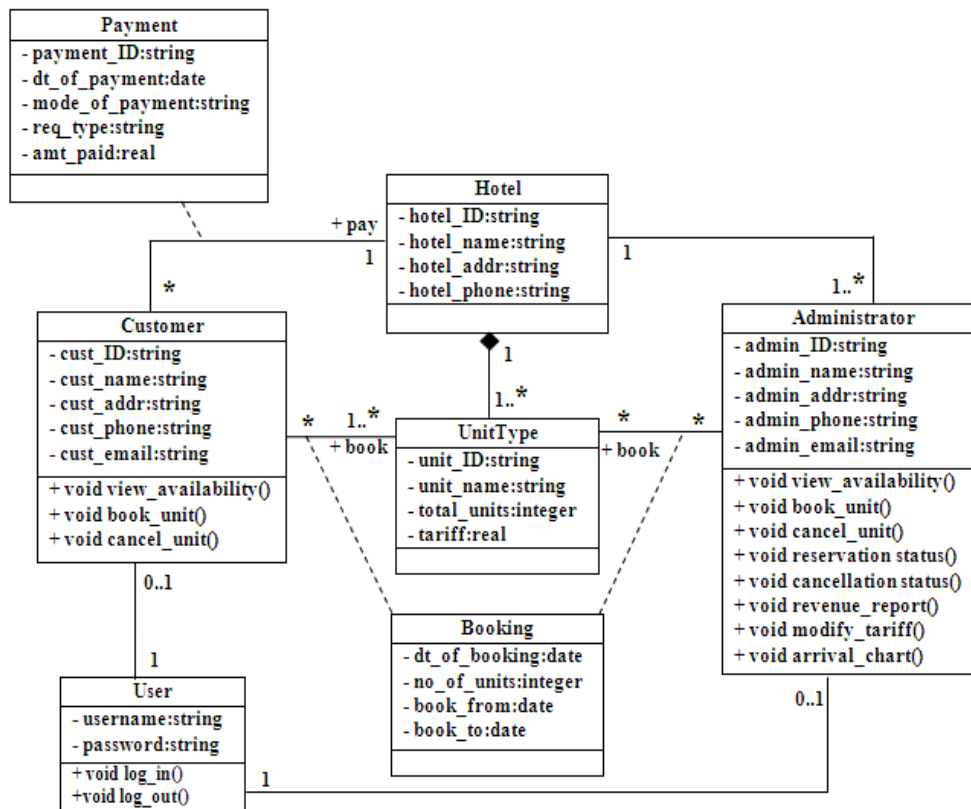 Payment
- payment_ID:string
- dt_of_payment:date
- mode_of_payment:string
- req_type:string
- amt_paid:real
Hotel
- hotel_ID:string
- hotel_name:string
- hotel_addr:string
- hotel_phone:string
+ pay
1
*
1
1..*
1
1..*
Customer
- cust_ID:string
- cust_name:string
- cust_addr:string
- cust_phone:string
- cust_email:string
+ void view_availability()
+ void book_unit()
+ void cancel_unit()
*
1..*
+ book
UnitType
- unit_ID:string
- unit_name:string
- total_units:integer
- tariff:real
*
*
+ book
Administrator
- admin_ID:string
- admin_name:string
- admin_addr:string
- admin_phone:string
- admin_email:string
+ void view_availability()
+ void book_unit()
+ void cancel_unit()
+ void reservation status()
+ void cancellation status()
+ void revenue_report()
+ void modify_tariff()
+ void arrival_chart()
0..1
1
Booking
- dt_of_booking:date
- no_of_units:integer
- book_from:date
- book_to:date
User
- username:string
- password:string
+ void log_in()
+void log_out()
1
0..1